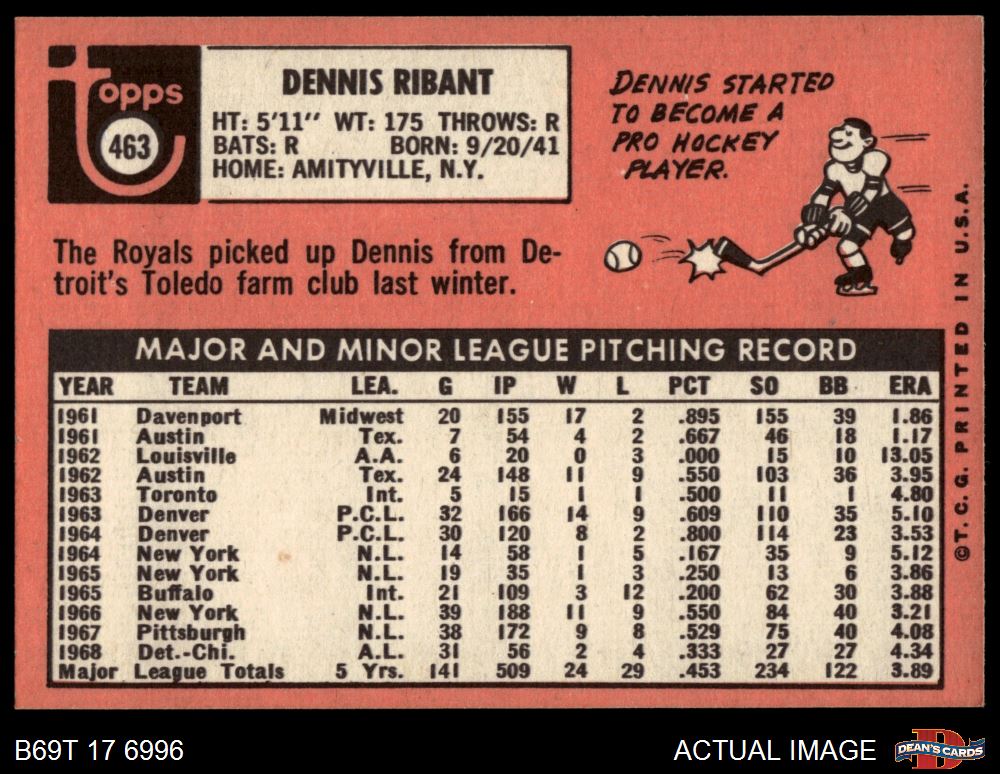 Topps
463
DENNIS RIBANT
HT: 5'11" WT: 175 THROWS: R
BATS: R BORN: 9/20/41
HOME: AMITYVILLE, N.Y.
DENNIS STARTED
TO BECOME A
PRO HOCKEY
PLAYER.
The Royals picked up Dennis from De-
troit's Toledo farm club last winter.
MAJOR AND MINOR LEAGUE PITCHING RECORD
YEAR TEAM LEA. G IP W L PCT SO BB ERA
1961 Davenport Midwest 20 155 17 2 .895 155 39 1.86
1961 Austin Tex. 7 54 4 2 .667 46 18 1.17
1962 Louisville A.A. 6 20 0 3 .000 15 10 13.05
1962 Austin Tex. 24 148 11 9 .550 103 36 3.95
1963 Toronto Int. 5 15 1 1 .500 11 1 4.80
1963 Denver P.C.L. 32 166 14 9 .609 110 35 5.10
1964 Denver P.C.L. 30 120 8 2 .800 114 23 3.53
1964 New York N.L. 14 58 1 5 .167 35 9 5.12
1965 New York N.L. 19 35 1 3 .250 13 6 3.86
1965 Buffalo Int. 21 109 3 12 .200 62 30 3.88
1966 New York N.L. 39 188 11 9 .550 84 40 3.21
1967 Pittsburgh N.L. 38 172 9 8 .529 75 40 4.08
1968 Det.-Chi. A.L. 31 56 2 4 .333 27 27 4.34
Major League Totals 5 Yrs. 141 509 24 29 .453 234 122 3.89
©T.C.G. PRINTED IN U.S.A.
B69T 17 6996
ACTUAL IMAGE
DEAN'S CARDS